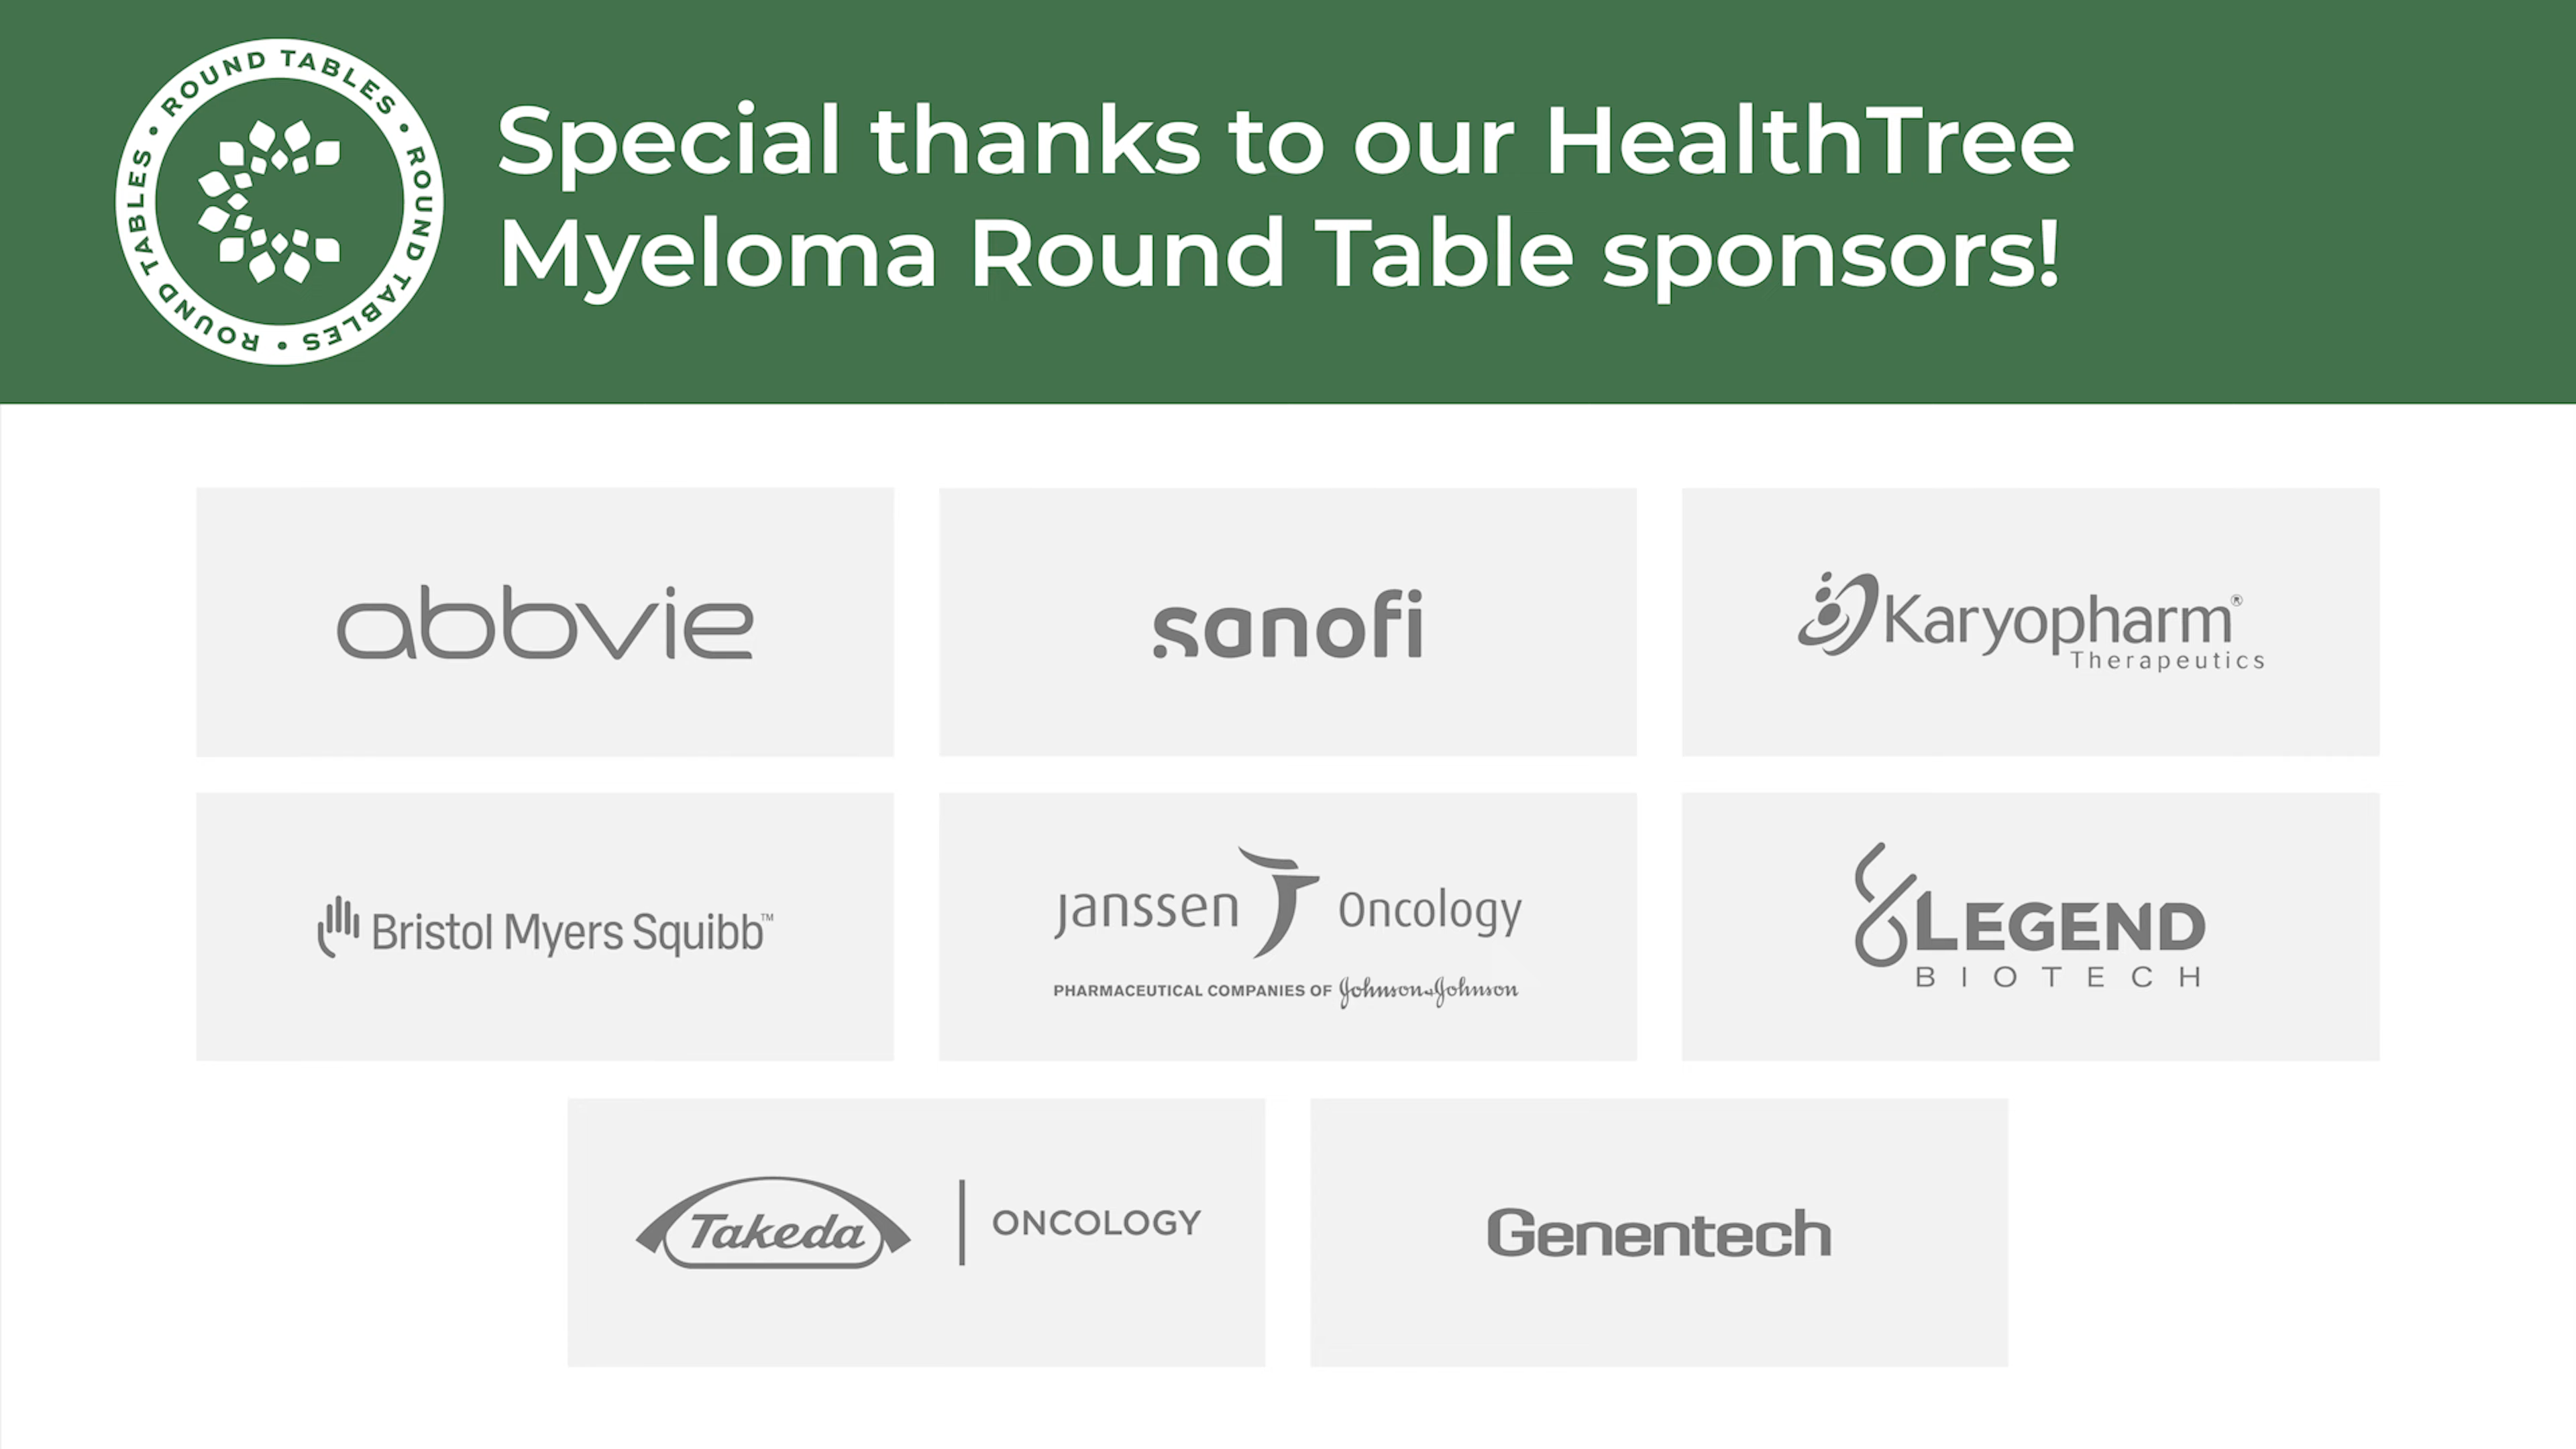 ROUND TABLES • ROUND TABLES • ROUND TABLES •
Special thanks to our HealthTree
Myeloma Round Table sponsors!
abbvie
sanofi
Karyopharm®
Therapeutics
Bristol Myers Squibb™
janssen Oncology
PHARMACEUTICAL COMPANIES OF Johnson&Johnson
LEGEND
BIOTECH
Takeda | ONCOLOGY
Genentech